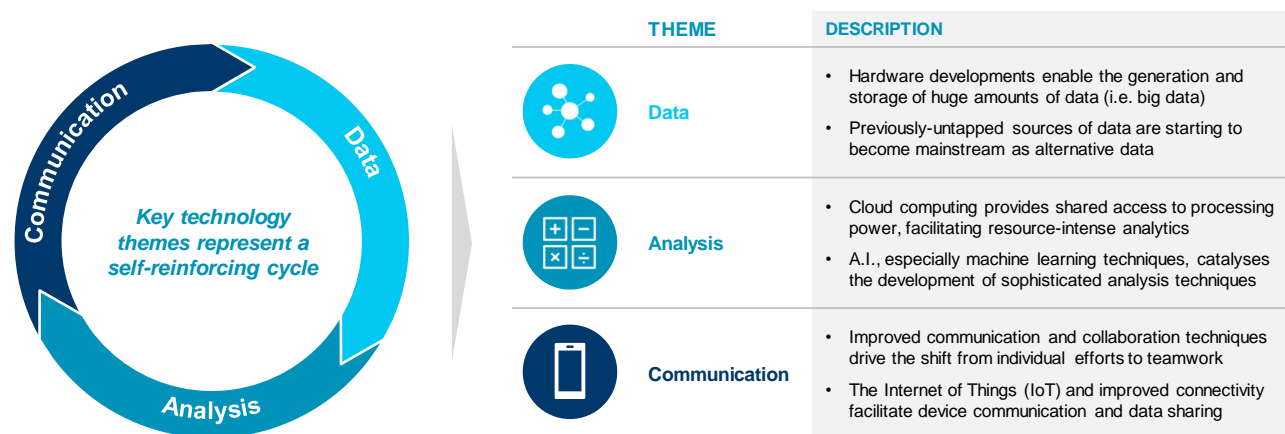 Communication
Data
Analysis
Key technology
themes represent a
self-reinforcing cycle
THEME
DESCRIPTION
Data
• Hardware developments enable the generation and
storage of huge amounts of data (i.e. big data)
• Previously-untapped sources of data are starting to
become mainstream as alternative data
Analysis
• Cloud computing provides shared access to processing
power, facilitating resource-intense analytics
• A.I., especially machine learning techniques, catalyses
the development of sophisticated analysis techniques
Communication
• Improved communication and collaboration techniques
drive the shift from individual efforts to teamwork
• The Internet of Things (IoT) and improved connectivity
facilitate device communication and data sharing